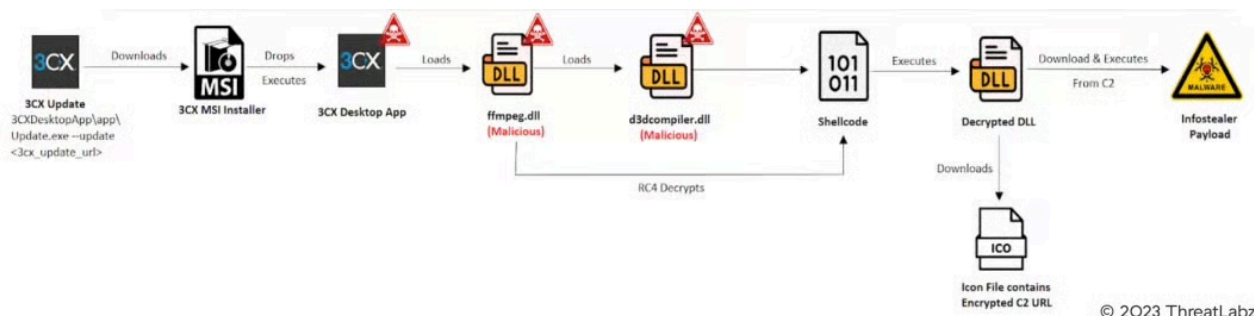 3CX
Downloads
MSI
Drops
Executes
3CX
Loads
DLL
Loads
DLL
101
011
Executes
DLL
Download & Executes
From C2
MALWARE
3CX Update
3CXDesktopApp\app\
Update.exe --update
<3cx_update_url>
3CX MSI Installer
3CX Desktop App
ffmpeg.dll
(Malicious)
d3dcompiler.dll
(Malicious)
Shellcode
Decrypted DLL
Infostealer
Payload
RC4 Decrypts
Downloads
ICO
Icon File contains
Encrypted C2 URL
© 2023 ThreatLabz